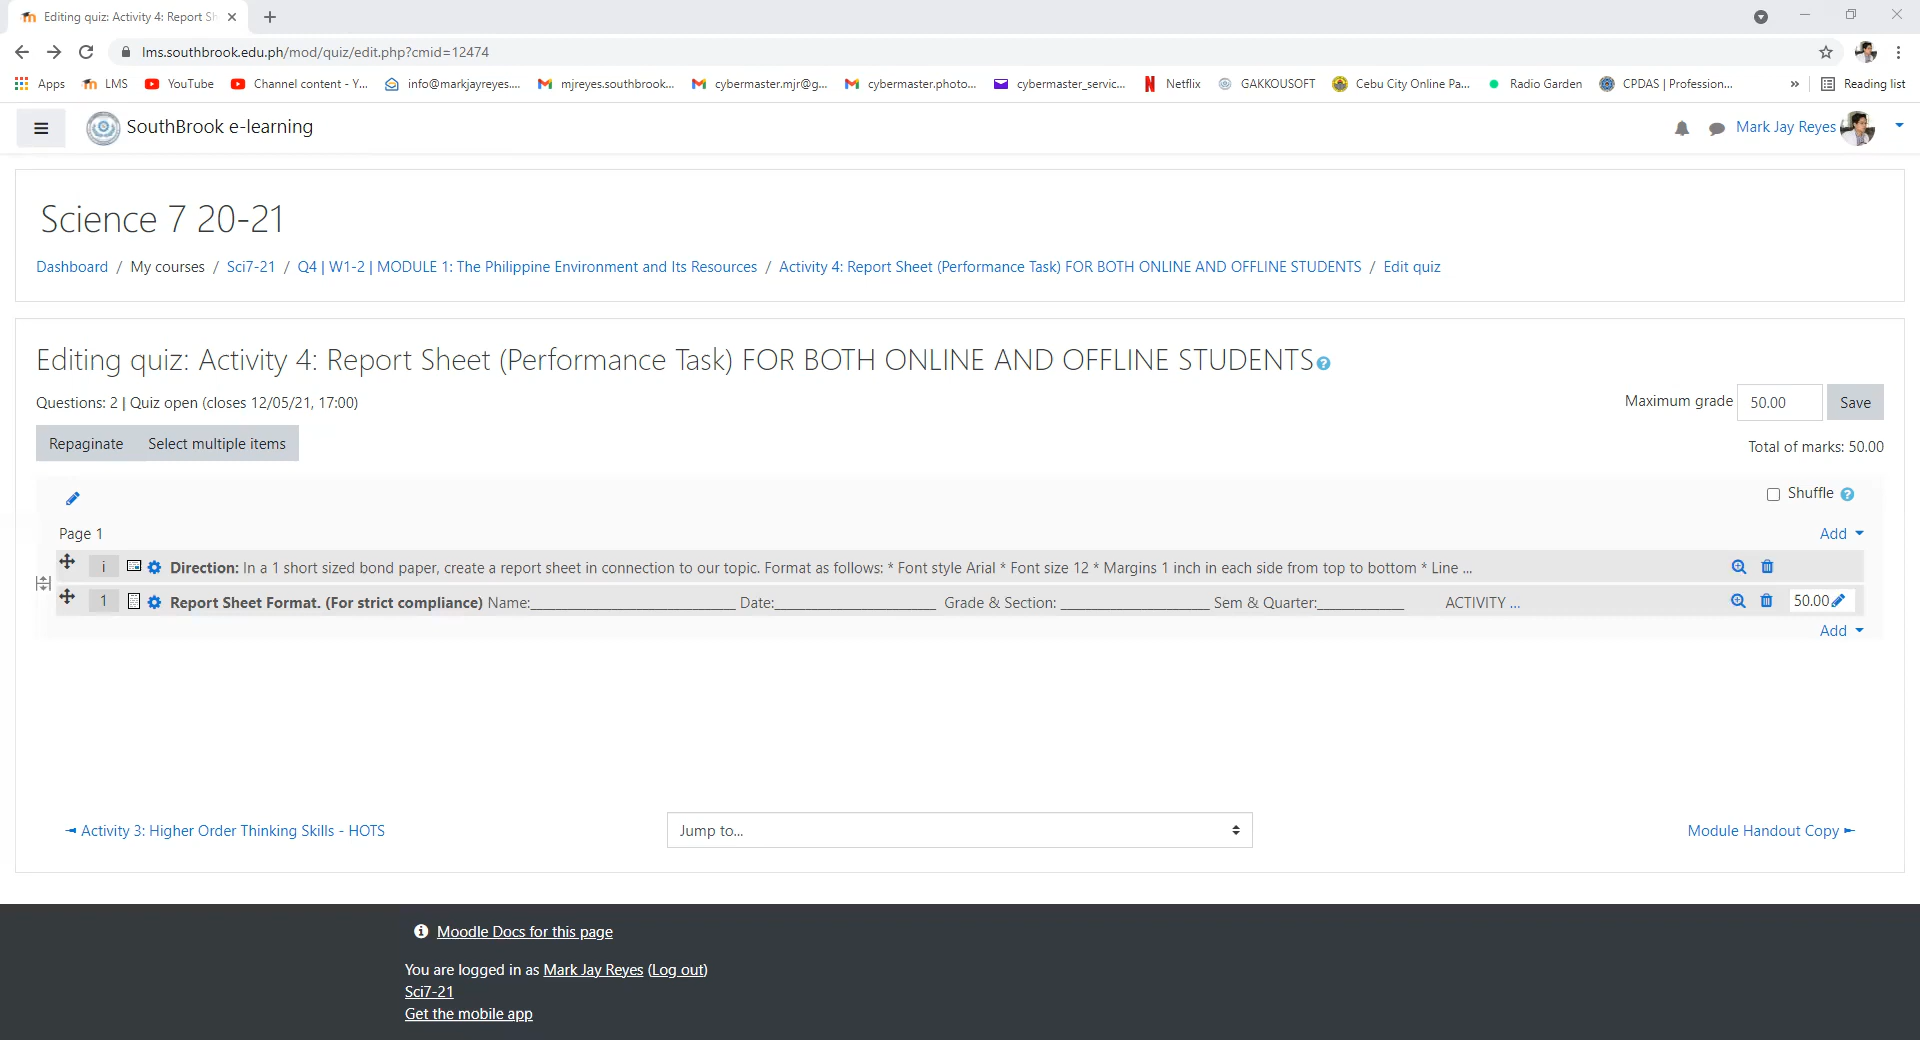 Editing quiz: Activity 4: Report Sh
lms.southbrook.edu.ph/mod/quiz/edit.php?cmid=12474
Apps LMS YouTube Channel content - Y... info@markjayreyes.... mjreyes.southbrook... cybermaster.mjr@g... cybermaster.photo... cybermaster_servic... Netflix GAKKOUSOFT Cebu City Online Pa... Radio Garden CPDAS | Profession... » Reading list
SouthBrook e-learning Mark Jay Reyes
Science 7 20-21
Dashboard / My courses / Sci7-21 / Q4 | W1-2 | MODULE 1: The Philippine Environment and Its Resources / Activity 4: Report Sheet (Performance Task) FOR BOTH ONLINE AND OFFLINE STUDENTS / Edit quiz
Editing quiz: Activity 4: Report Sheet (Performance Task) FOR BOTH ONLINE AND OFFLINE STUDENTS
Questions: 2 | Quiz open (closes 12/05/21, 17:00) Maximum grade 50.00 Save
Repaginate Select multiple items Total of marks: 50.00
Shuffle
Page 1 Add
i Direction: In a 1 short sized bond paper, create a report sheet in connection to our topic. Format as follows: * Font style Arial * Font size 12 * Margins 1 inch in each side from top to bottom * Line ...
1 Report Sheet Format. (For strict compliance) Name:__________________________ Date:____________________ Grade & Section: ___________________ Sem & Quarter:___________ ACTIVITY ... 50.00
Add
◄ Activity 3: Higher Order Thinking Skills - HOTS Jump to... Module Handout Copy ►
Moodle Docs for this page
You are logged in as Mark Jay Reyes (Log out)
Sci7-21
Get the mobile app